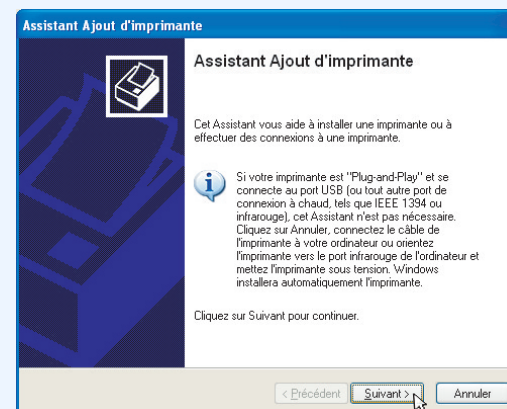 Assistant Ajout d'imprimante
Assistant Ajout d'imprimante
Cet Assistant vous aide à installer une imprimante ou à
effectuer des connexions à une imprimante.
Si votre imprimante est "Plug-and-Play" et se
connecte au port USB (ou tout autre port de
connexion à chaud, tels que IEEE 1394 ou
infrarouge), cet Assistant n'est pas nécessaire.
Cliquez sur Annuler, connectez le câble de
l'imprimante à votre ordinateur ou orientez
l'imprimante vers le port infrarouge de l'ordinateur et
mettez l'imprimante sous tension. Windows
installera automatiquement l'imprimante.
Cliquez sur Suivant pour continuer.
< Précédent Suivant > Annuler